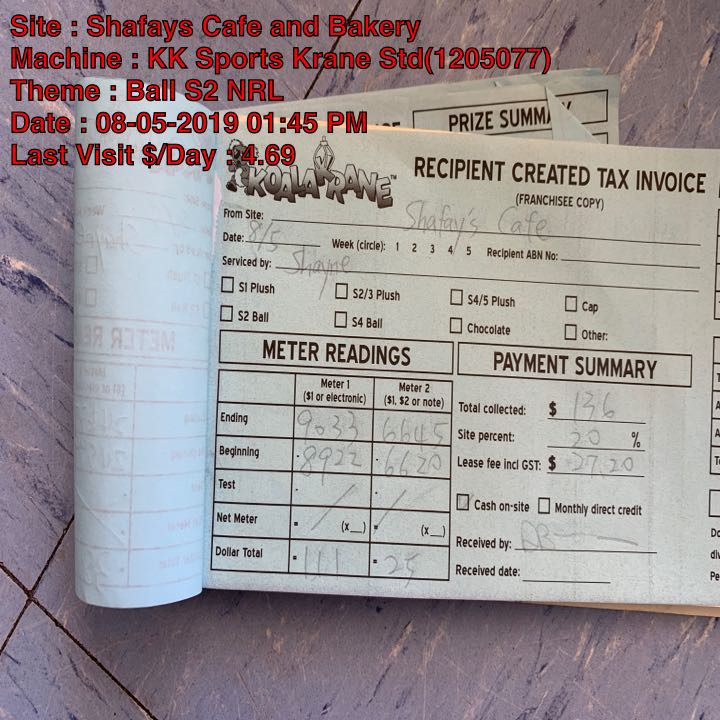 Site : Shafays Cafe and Bakery
Machine : KK Sports Krane Std(1205077)
Theme : Ball S2 NRL
Date : 08-05-2019 01:45 PM
Last Visit $/Day : 4.69
PRIZE SUMMA
KOALA KRANE™
RECIPIENT CREATED TAX INVOICE
(FRANCHISEE COPY)
From Site: Shafay's Cafe
Date: 8/5 Week (circle): 1 2 3 4 5 Recipient ABN No:
Serviced by: Shayne
S1 Plush S2/3 Plush S4/5 Plush Cap
S2 Ball S4 Ball Chocolate Other:
METER READINGS
Meter 1 ($1 or electronic) Meter 2 ($1, $2 or note)
Ending 9033 6645
Beginning 8922 6620
Test / /
Net Meter = (x__) = (x__)
Dollar Total = 111 = 25
PAYMENT SUMMARY
Total collected: $ 136
Site percent: 20 %
Lease fee incl GST: $ 27.20
Cash on-site Monthly direct credit
Received by:
Received date: